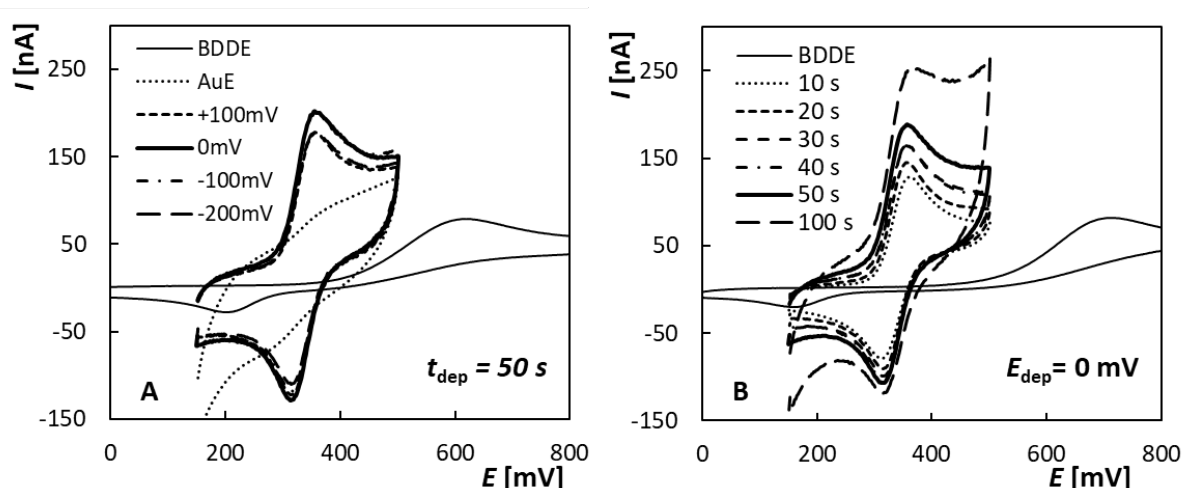 I [nA]
250
150
50
-50
-150
BDDE
AuE
+100mV
0mV
-100mV
-200mV
A
t_dep = 50 s
0
200
400
600
800
E [mV]
I [nA]
250
150
50
-50
-150
BDDE
10 s
20 s
30 s
40 s
50 s
100 s
B
E_dep= 0 mV
0
200
400
600
800
E [mV]